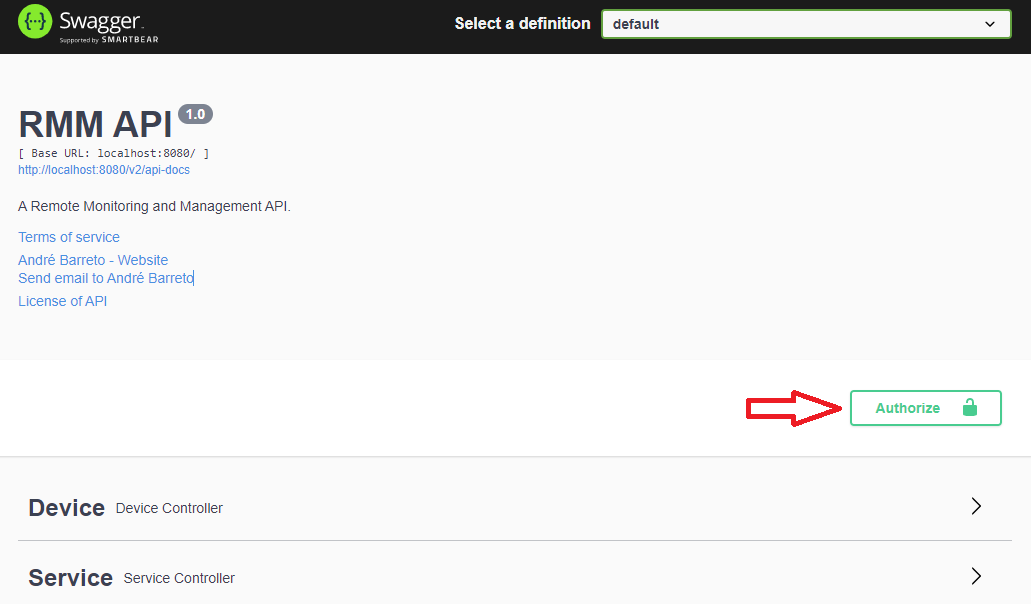 Swagger
Supported by SMARTBEAR
Select a definition
default
RMM API 1.0
[ Base URL: localhost:8080/ ]
http://localhost:8080/v2/api-docs
A Remote Monitoring and Management API.
Terms of service
André Barreto - Website
Send email to André Barreto
License of API
Authorize
Device Device Controller
Service Service Controller